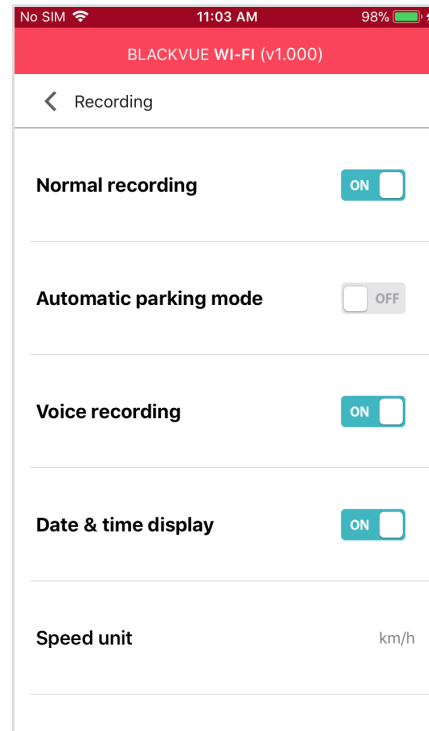 No SIM 11:03 AM 98%
BLACKVUE WI-FI (v1.000)
Recording
Normal recording ON
Automatic parking mode OFF
Voice recording ON
Date & time display ON
Speed unit km/h